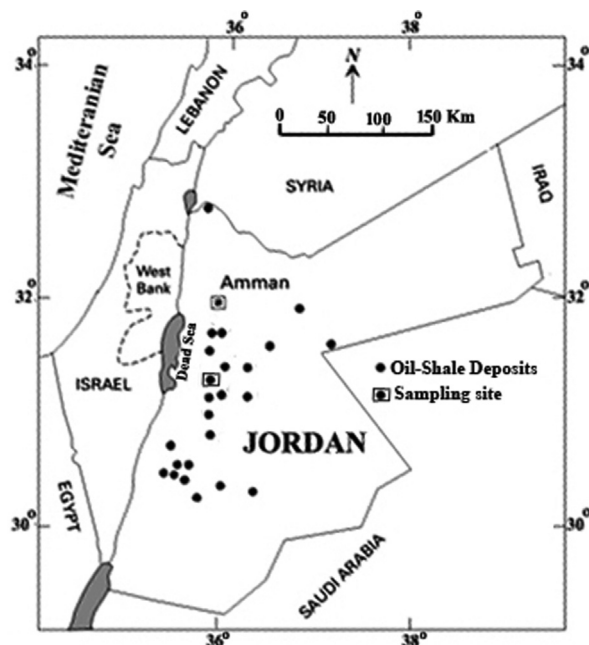 36°
38°
34°
34°
N
0 50 100 150 Km
LEBANON
Mediteranian
Sea
SYRIA
IRAQ
32°
32°
West
Bank
Amman
Dead Sea
Oil-Shale Deposits
Sampling site
ISRAEL
JORDAN
EGYPT
30°
30°
SAUDI ARABIA
36°
38°